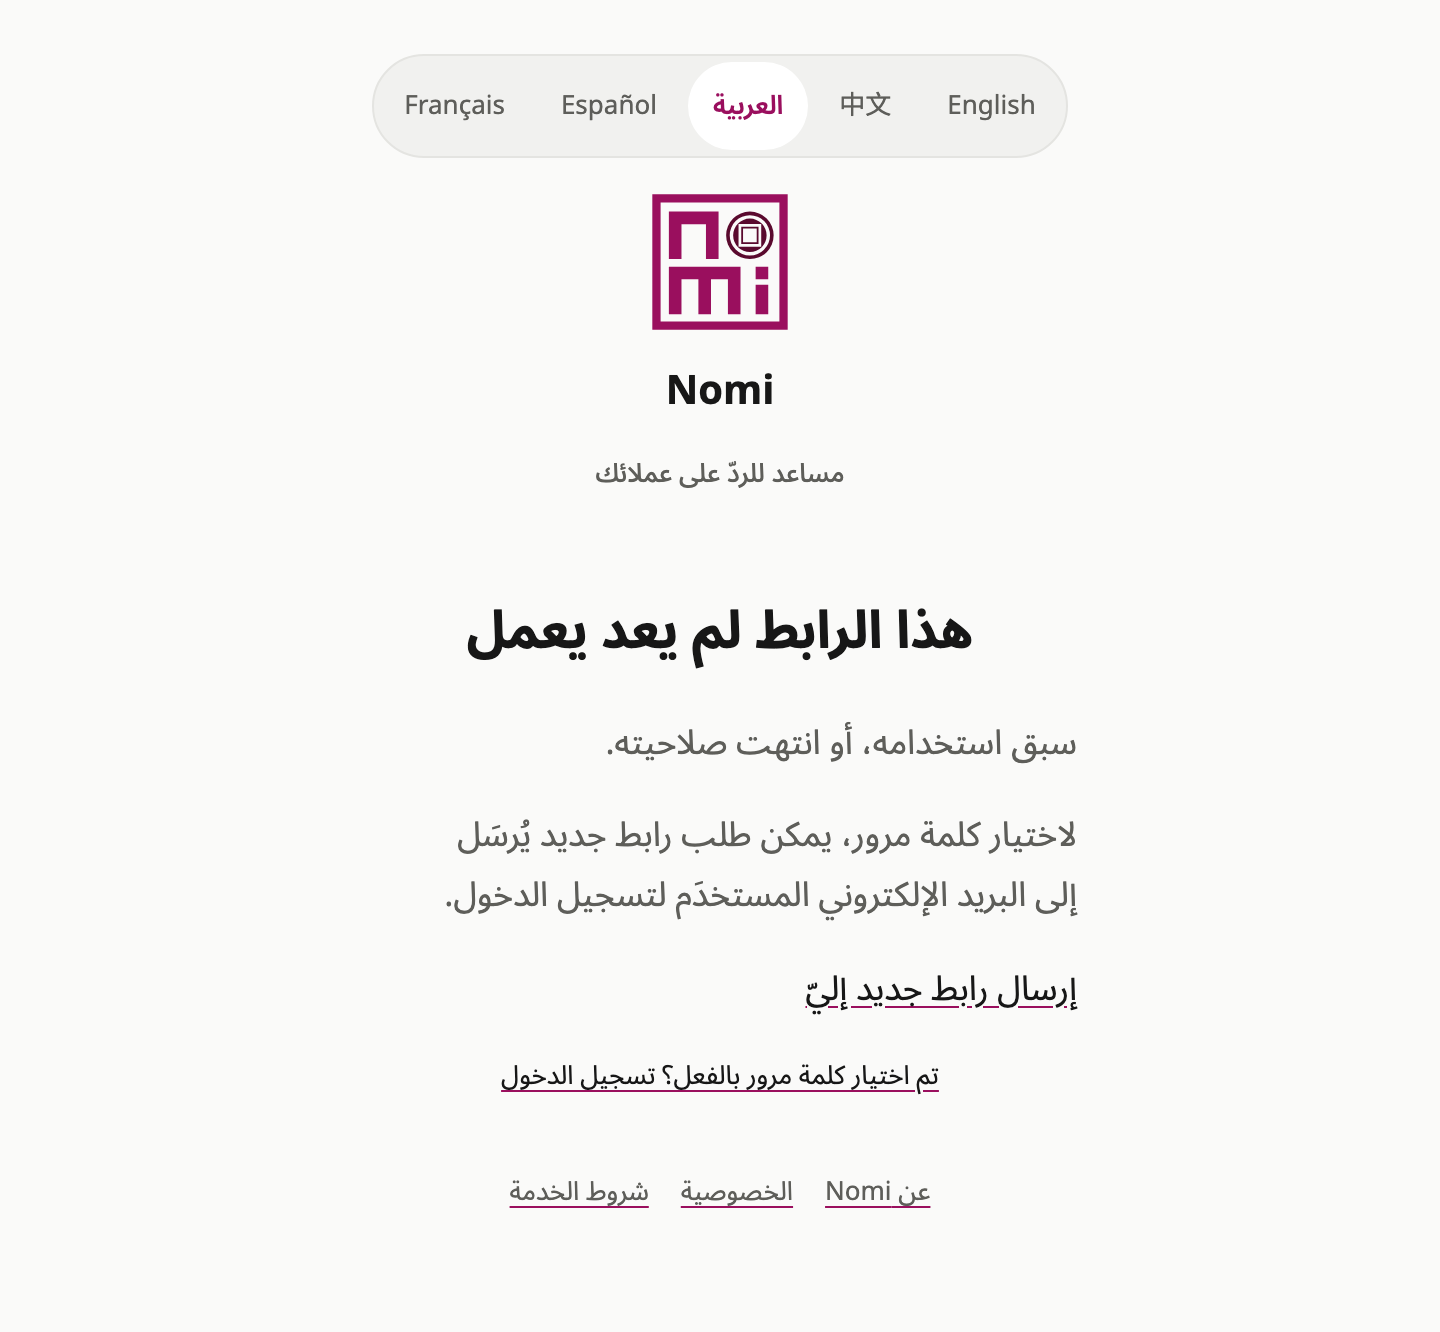 English 中文 العربية Español Français
nomi
Nomi
مساعد للردّ على عملائك
هذا الرابط لم يعد يعمل
سبق استخدامه، أو انتهت صلاحيته.
لاختيار كلمة مرور، يمكن طلب رابط جديد يُرسَل
إلى البريد الإلكتروني المستخدَم لتسجيل الدخول.
إرسال رابط جديد إليّ
تم اختيار كلمة مرور بالفعل؟ تسجيل الدخول
عن Nomi الخصوصية شروط الخدمة